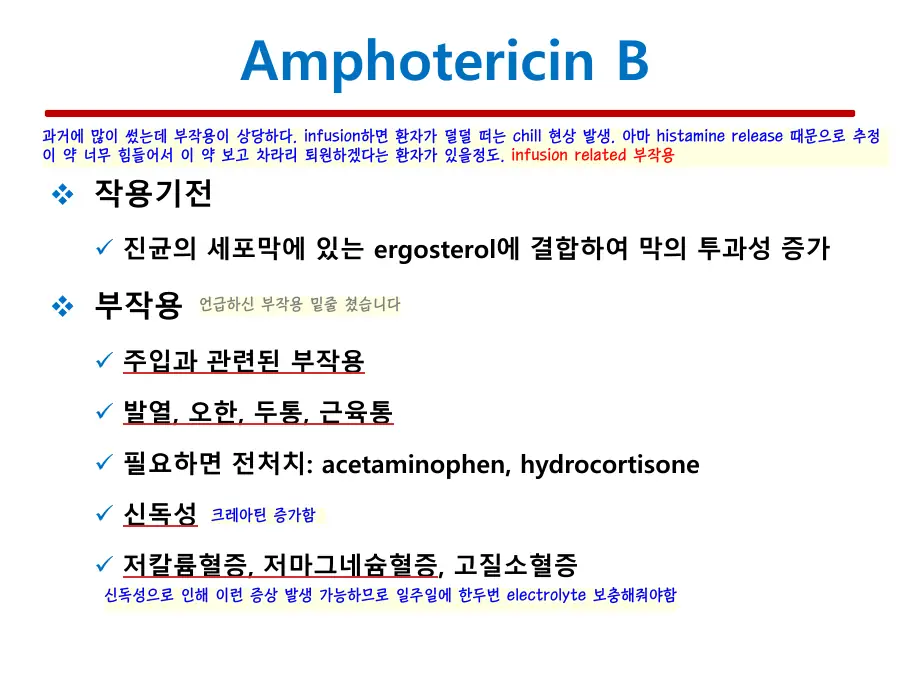 Amphotericin B
과거에 많이 썼는데 부작용이 상당하다. infusion하면 환자가 덜덜 떠는 chill 현상 발생. 아마 histamine release 때문으로 추정
이 약 너무 힘들어서 이 약 보고 차라리 퇴원하겠다는 환자가 있을정도. infusion related 부작용
❖ 작용기전
✓ 진균의 세포막에 있는 ergosterol에 결합하여 막의 투과성 증가
❖ 부작용 언급하신 부작용 밑줄 쳤습니다
✓ 주입과 관련된 부작용
✓ 발열, 오한, 두통, 근육통
✓ 필요하면 전처치: acetaminophen, hydrocortisone
✓ 신독성 크레아틴 증가함
✓ 저칼륨혈증, 저마그네슘혈증, 고질소혈증
신독성으로 인해 이런 증상 발생 가능하므로 일주일에 한두번 electrolyte 보충해줘야함